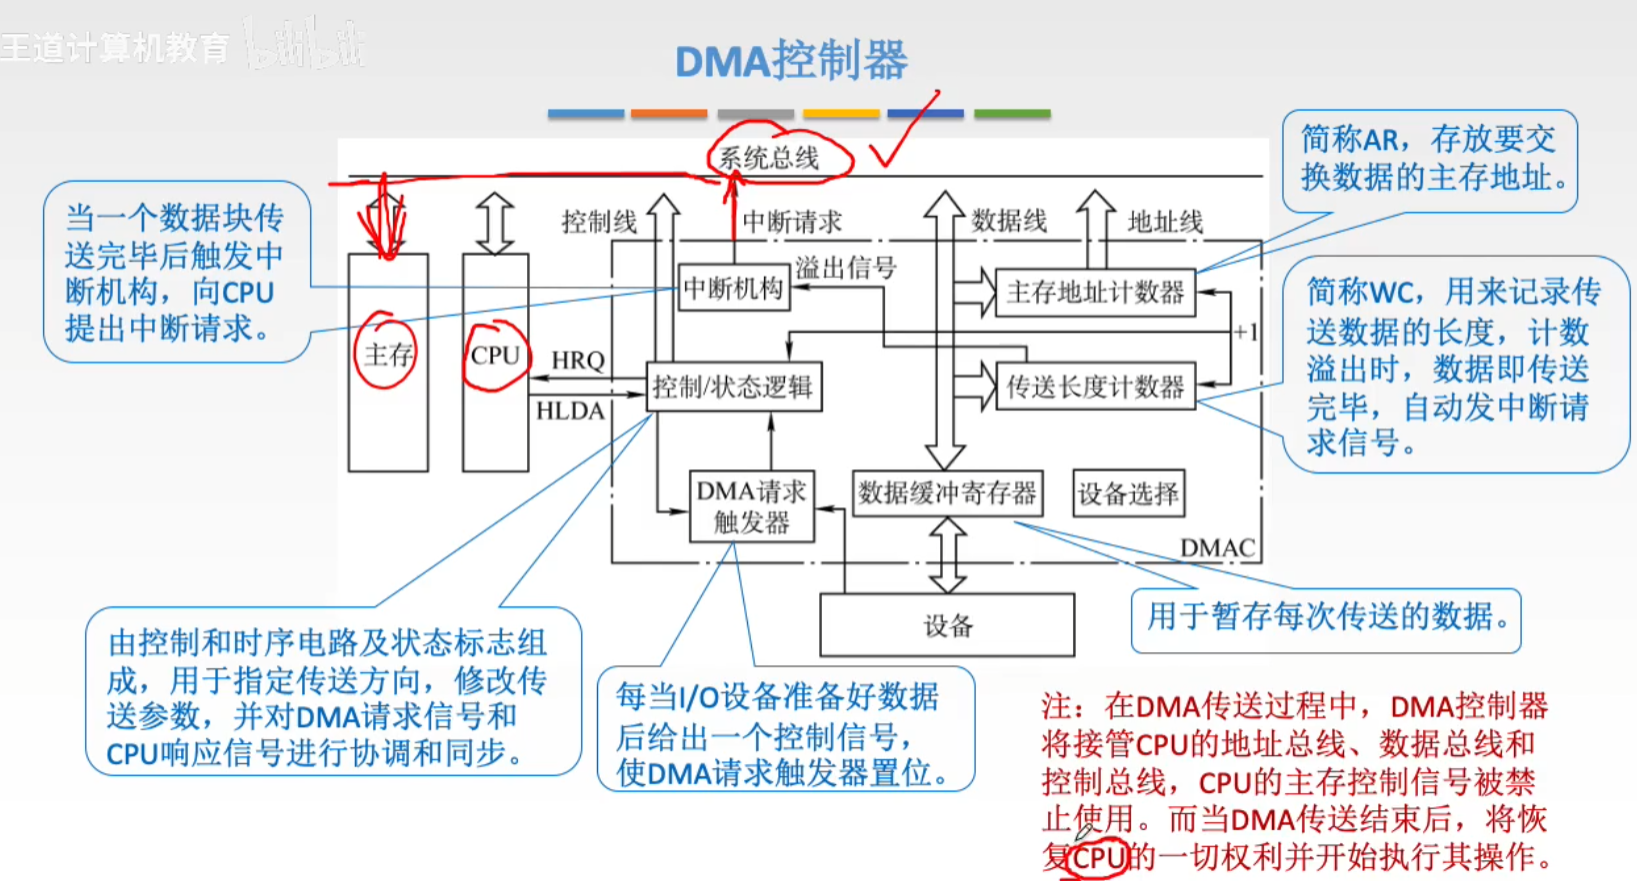 王道计算机教育 bilibili
DMA控制器
系统总线
简称AR，存放要交
换数据的主存地址。
当一个数据块传
送完毕后触发中
断机构，向CPU
提出中断请求。
控制线
中断请求
数据线
地址线
中断机构
溢出信号
主存地址计数器
简称WC，用来记录传
送数据的长度，计数
溢出时，数据即传送
完毕，自动发中断请
求信号。
+1
主存
CPU
HRQ
HLDA
控制/状态逻辑
传送长度计数器
DMA请求
触发器
数据缓冲寄存器
设备选择
DMAC
设备
用于暂存每次传送的数据。
由控制和时序电路及状态标志组
成，用于指定传送方向，修改传
送参数，并对DMA请求信号和
CPU响应信号进行协调和同步。
每当I/O设备准备好数据
后给出一个控制信号，
使DMA请求触发器置位。
注：在DMA传送过程中，DMA控制器
将接管CPU的地址总线、数据总线和
控制总线，CPU的主存控制信号被禁
止使用。而当DMA传送结束后，将恢
复CPU的一切权利并开始执行其操作。